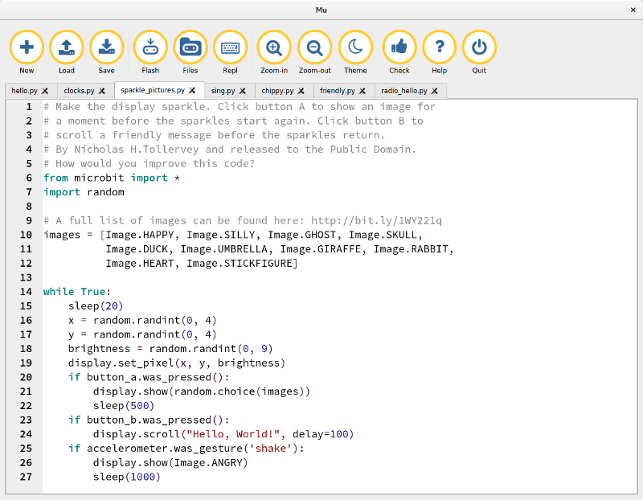 Mu
New Load Save Flash Files Repl Zoom-in Zoom-out Theme Check Help Quit
hello.py clocks.py sparkle_pictures.py sing.py chippy.py friendly.py radio_hello.py
1 # Make the display sparkle. Click button A to show an image for
2 # a moment before the sparkles start again. Click button B to
3 # scroll a friendly message before the sparkles return.
4 # By Nicholas H.Tollervey and released to the Public Domain.
5 # How would you improve this code?
6 from microbit import *
7 import random
8
9 # A full list of images can be found here: http://bit.ly/1WY221q
10 images = [Image.HAPPY, Image.SILLY, Image.GHOST, Image.SKULL,
11           Image.DUCK, Image.UMBRELLA, Image.GIRAFFE, Image.RABBIT,
12           Image.HEART, Image.STICKFIGURE]
13
14 while True:
15     sleep(20)
16     x = random.randint(0, 4)
17     y = random.randint(0, 4)
18     brightness = random.randint(0, 9)
19     display.set_pixel(x, y, brightness)
20     if button_a.was_pressed():
21         display.show(random.choice(images))
22         sleep(500)
23     if button_b.was_pressed():
24         display.scroll("Hello, World!", delay=100)
25     if accelerometer.was_gesture('shake'):
26         display.show(Image.ANGRY)
27         sleep(1000)